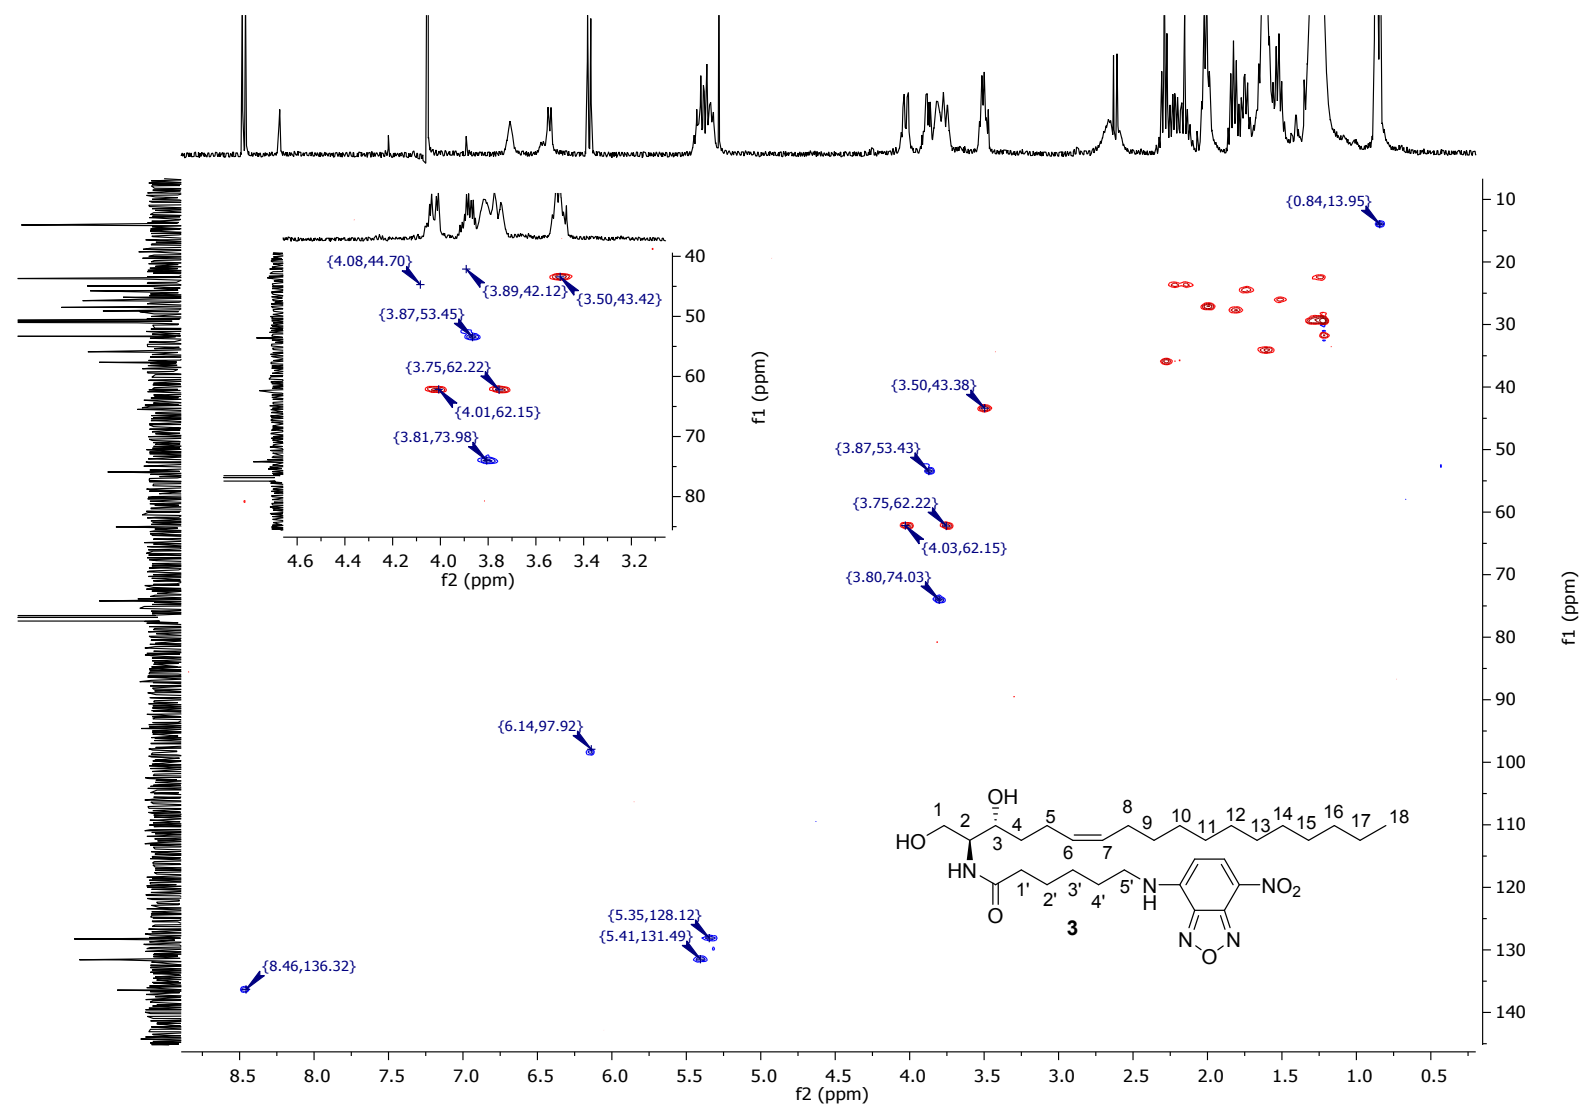 {0.84,13.95}
10
20
30
40
50
60
70
80
90
100
110
120
130
140
f1 (ppm)
{4.08,44.70}
{3.89,42.12}
{3.50,43.42}
{3.87,53.45}
{3.75,62.22}
{4.01,62.15}
{3.81,73.98}
40
50
60
70
80
f1 (ppm)
4.6 4.4 4.2 4.0 3.8 3.6 3.4 3.2
f2 (ppm)
{3.50,43.38}
{3.87,53.43}
{3.75,62.22}
{4.03,62.15}
{3.80,74.03}
{6.14,97.92}
{5.35,128.12}
{5.41,131.49}
{8.46,136.32}
OH
1 2 3 4 5 6 7 8 9 10 11 12 13 14 15 16 17 18
HO
HN
O
1' 2' 3' 4' 5'
N
H
NO2
N O N
3
8.5 8.0 7.5 7.0 6.5 6.0 5.5 5.0 4.5 4.0 3.5 3.0 2.5 2.0 1.5 1.0 0.5
f2 (ppm)